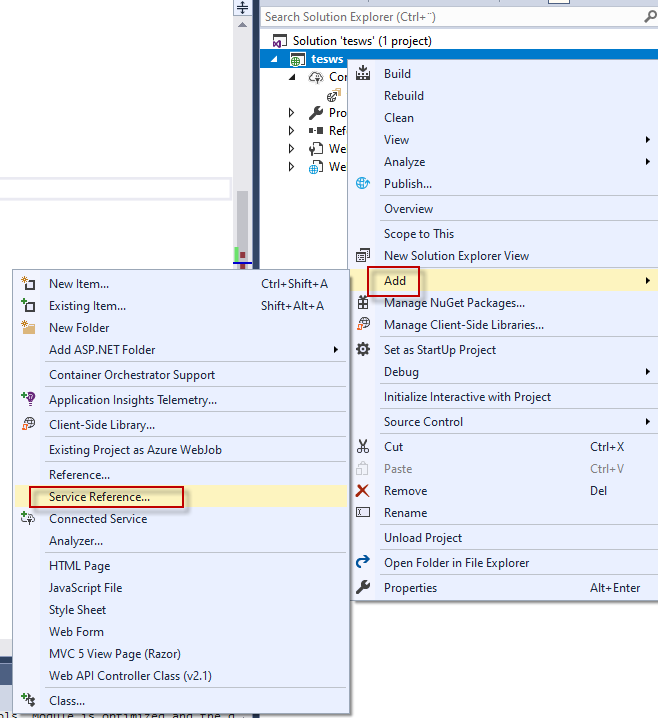 Search Solution Explorer (Ctrl+¨)
Solution 'tesws' (1 project)
tesws
Con
Pro
Ref
We
We
Build
Rebuild
Clean
View
Analyze
Publish...
Overview
Scope to This
New Solution Explorer View
Add
Manage NuGet Packages...
Manage Client-Side Libraries...
Set as StartUp Project
Debug
Initialize Interactive with Project
Source Control
Cut Ctrl+X
Paste Ctrl+V
Remove Del
Rename
Unload Project
Open Folder in File Explorer
Properties Alt+Enter
New Item... Ctrl+Shift+A
Existing Item... Shift+Alt+A
New Folder
Add ASP.NET Folder
Container Orchestrator Support
Application Insights Telemetry...
Client-Side Library...
Existing Project as Azure WebJob
Reference...
Service Reference...
Connected Service
Analyzer...
HTML Page
JavaScript File
Style Sheet
Web Form
MVC 5 View Page (Razor)
Web API Controller Class (v2.1)
Class...
ols. Module is optimized and the d